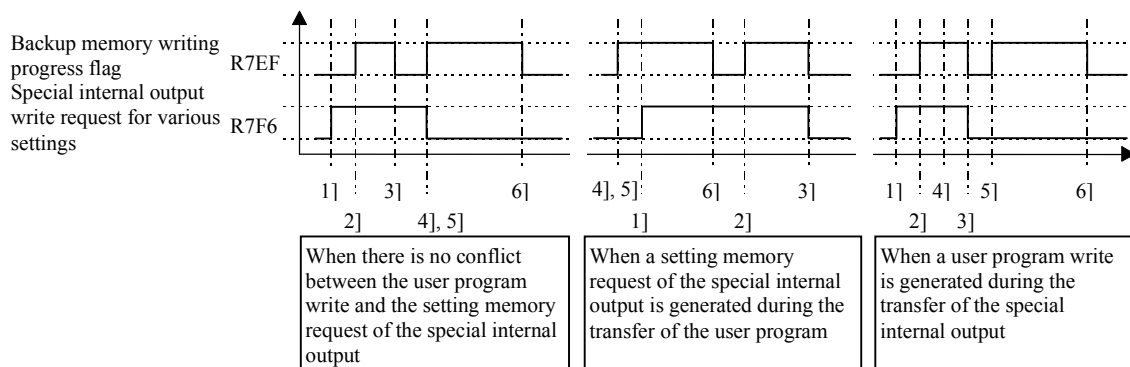 Backup memory writing
progress flag
R7EF
Special internal output
write request for various
settings
R7F6
1] 3] 6] 4], 5] 6] 3] 1] 4] 5] 6]
2] 4], 5] 1] 2] 2] 3]
When there is no conflict
between the user program
write and the setting memory
request of the special internal
output
When a setting memory
request of the special internal
output is generated during the
transfer of the user program
When a user program write
is generated during the
transfer of the special
internal output